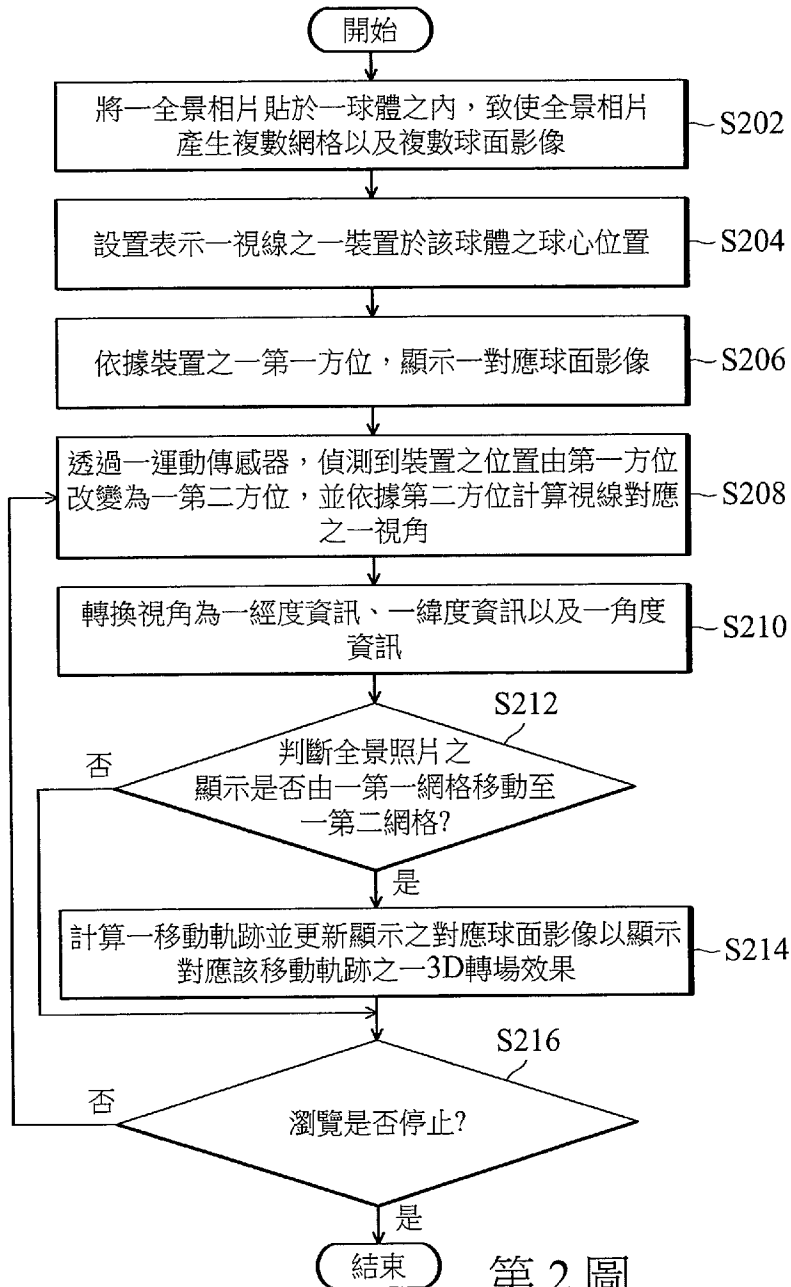 開始
將一全景相片貼於一球體之內，致使全景相片
產生複數網格以及複數球面影像
S202
設置表示一視線之一裝置於該球體之球心位置
S204
依據裝置之一第一方位，顯示一對應球面影像
S206
透過一運動傳感器，偵測到裝置之位置由第一方位
改變為一第二方位，並依據第二方位計算視線對應
之一視角
S208
轉換視角為一經度資訊、一緯度資訊以及一角度
資訊
S210
S212
判斷全景照片之
顯示是否由一第一網格移動至
一第二網格?
否
是
計算一移動軌跡並更新顯示之對應球面影像以顯示
對應該移動軌跡之一3D轉場效果
S214
S216
瀏覽是否停止?
否
是
結束
第 2 圖